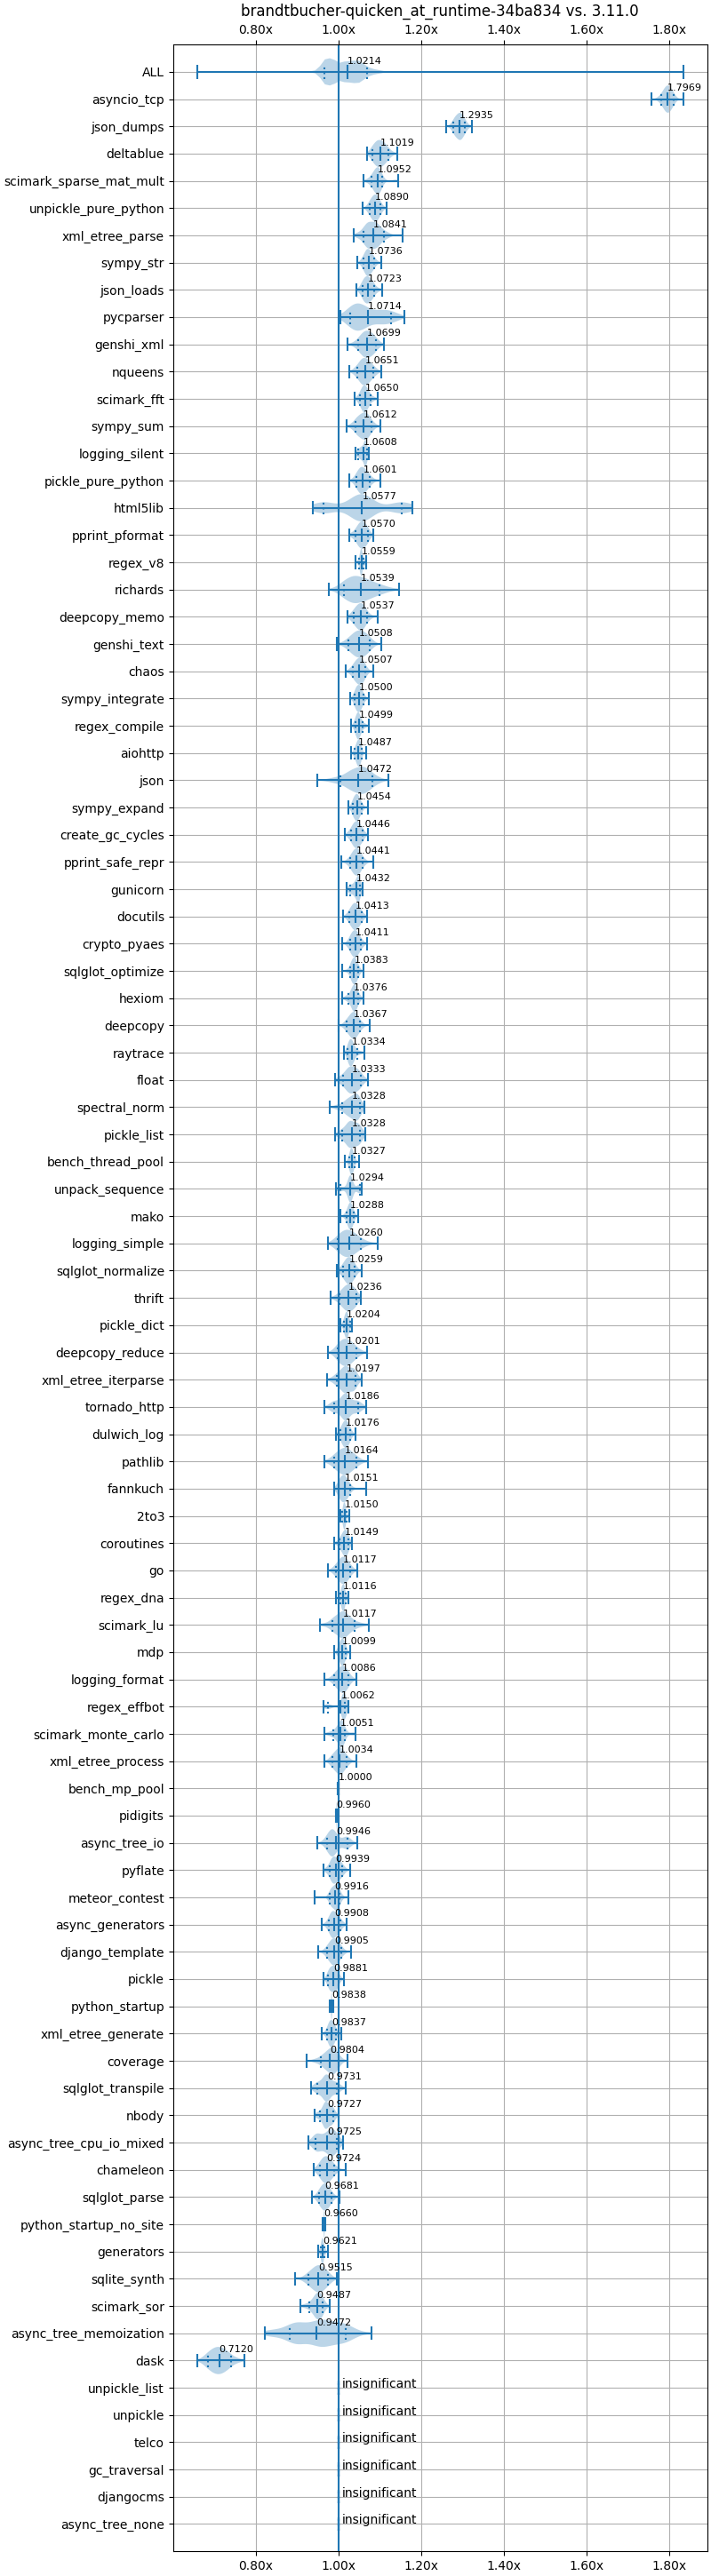 brandtbucher-quicken_at_runtime-34ba834 vs. 3.11.0
0.80x 1.00x 1.20x 1.40x 1.60x 1.80x
ALL 1.0214
asyncio_tcp 1.7969
json_dumps 1.2935
deltablue 1.1019
scimark_sparse_mat_mult 1.0952
unpickle_pure_python 1.0890
xml_etree_parse 1.0841
sympy_str 1.0736
json_loads 1.0723
pycparser 1.0714
genshi_xml 1.0699
nqueens 1.0651
scimark_fft 1.0650
sympy_sum 1.0612
logging_silent 1.0608
pickle_pure_python 1.0601
html5lib 1.0577
pprint_pformat 1.0570
regex_v8 1.0559
richards 1.0539
deepcopy_memo 1.0537
genshi_text 1.0508
chaos 1.0507
sympy_integrate 1.0500
regex_compile 1.0499
aiohttp 1.0487
json 1.0472
sympy_expand 1.0454
create_gc_cycles 1.0446
pprint_safe_repr 1.0441
gunicorn 1.0432
docutils 1.0413
crypto_pyaes 1.0411
sqlglot_optimize 1.0383
hexiom 1.0376
deepcopy 1.0367
raytrace 1.0334
float 1.0333
spectral_norm 1.0328
pickle_list 1.0328
bench_thread_pool 1.0327
unpack_sequence 1.0294
mako 1.0288
logging_simple 1.0260
sqlglot_normalize 1.0259
thrift 1.0236
pickle_dict 1.0204
deepcopy_reduce 1.0201
xml_etree_iterparse 1.0197
tornado_http 1.0186
dulwich_log 1.0176
pathlib 1.0164
fannkuch 1.0151
2to3 1.0150
coroutines 1.0149
go 1.0117
regex_dna 1.0116
scimark_lu 1.0117
mdp 1.0099
logging_format 1.0086
regex_effbot 1.0062
scimark_monte_carlo 1.0051
xml_etree_process 1.0034
bench_mp_pool 1.0000
pidigits 0.9960
async_tree_io 0.9946
pyflate 0.9939
meteor_contest 0.9916
async_generators 0.9908
django_template 0.9905
pickle 0.9881
python_startup 0.9838
xml_etree_generate 0.9837
coverage 0.9804
sqlglot_transpile 0.9731
nbody 0.9727
async_tree_cpu_io_mixed 0.9725
chameleon 0.9724
sqlglot_parse 0.9681
python_startup_no_site 0.9660
generators 0.9621
sqlite_synth 0.9515
scimark_sor 0.9487
async_tree_memoization 0.9472
dask 0.7120
unpickle_list insignificant
unpickle insignificant
telco insignificant
gc_traversal insignificant
djangocms insignificant
async_tree_none insignificant
0.80x 1.00x 1.20x 1.40x 1.60x 1.80x